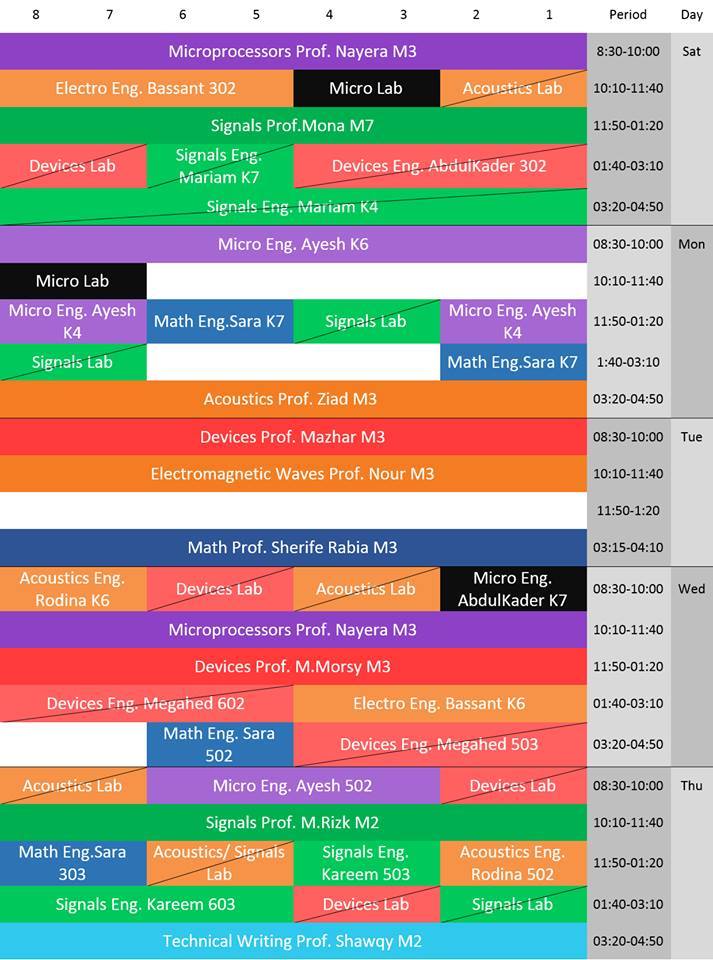 8 7 6 5 4 3 2 1 Period Day
Microprocessors Prof. Nayera M3 8:30-10:00 Sat
Electro Eng. Bassant 302 Micro Lab Acoustics Lab 10:10-11:40
Signals Prof.Mona M7 11:50-01:20
Devices Lab Signals Eng. Mariam K7 Devices Eng. AbdulKader 302 01:40-03:10
Signals Eng. Mariam K4 03:20-04:50
Micro Eng. Ayesh K6 08:30-10:00 Mon
Micro Lab 10:10-11:40
Micro Eng. Ayesh K4 Math Eng.Sara K7 Signals Lab Micro Eng. Ayesh K4 11:50-01:20
Signals Lab Math Eng.Sara K7 1:40-03:10
Acoustics Prof. Ziad M3 03:20-04:50
Devices Prof. Mazhar M3 08:30-10:00 Tue
Electromagnetic Waves Prof. Nour M3 10:10-11:40
11:50-1:20
Math Prof. Sherife Rabia M3 03:15-04:10
Acoustics Eng. Rodina K6 Devices Lab Acoustics Lab Micro Eng. AbdulKader K7 08:30-10:00 Wed
Microprocessors Prof. Nayera M3 10:10-11:40
Devices Prof. M.Morsy M3 11:50-01:20
Devices Eng. Megahed 602 Electro Eng. Bassant K6 01:40-03:10
Math Eng. Sara 502 Devices Eng. Megahed 503 03:20-04:50
Acoustics Lab Micro Eng. Ayesh 502 Devices Lab 08:30-10:00 Thu
Signals Prof. M.Rizk M2 10:10-11:40
Math Eng.Sara 303 Acoustics/ Signals Lab Signals Eng. Kareem 503 Acoustics Eng. Rodina 502 11:50-01:20
Signals Eng. Kareem 603 Devices Lab Signals Lab 01:40-03:10
Technical Writing Prof. Shawqy M2 03:20-04:50